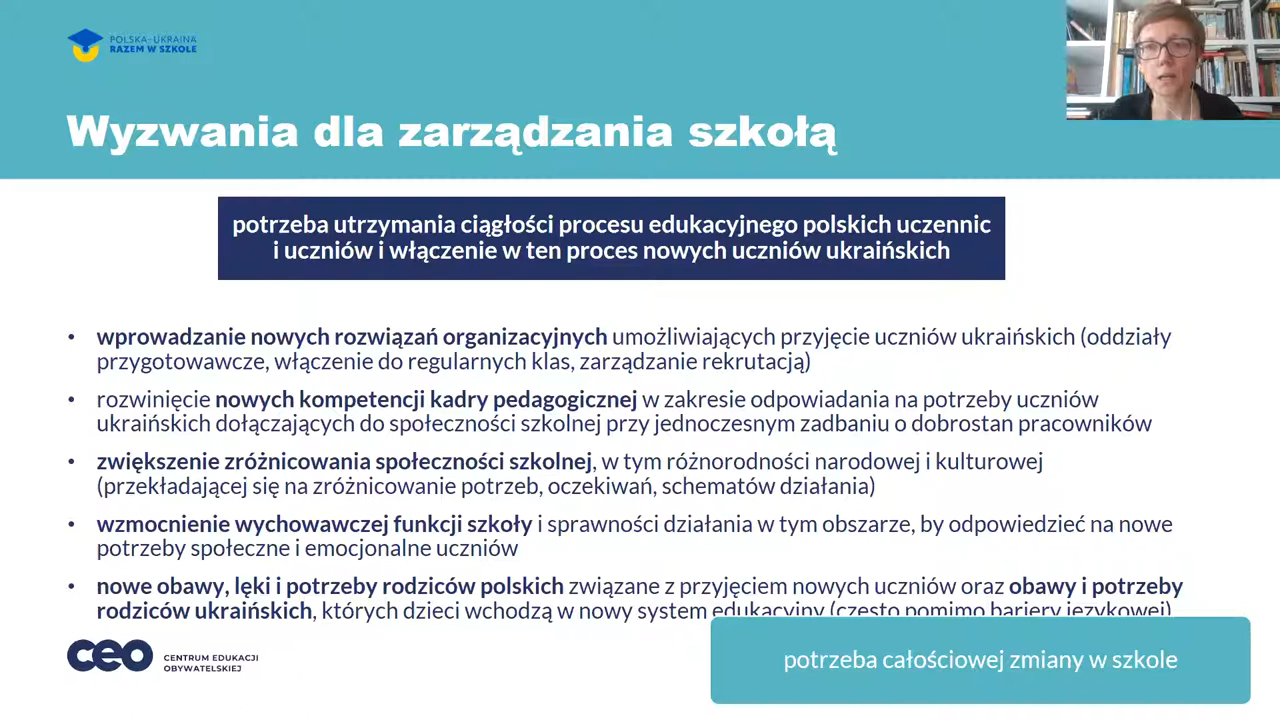 POLSKA-UKRAINA
RAZEM W SZKOLE
Wyzwania dla zarządzania szkołą
potrzeba utrzymania ciągłości procesu edukacyjnego polskich uczennic
i uczniów i włączenie w ten proces nowych uczniów ukraińskich
• wprowadzanie nowych rozwiązań organizacyjnych umożliwiających przyjęcie uczniów ukraińskich (oddziały
przygotowawcze, włączenie do regularnych klas, zarządzanie rekrutacją)
• rozwinięcie nowych kompetencji kadry pedagogicznej w zakresie odpowiadania na potrzeby uczniów
ukraińskich dołączających do społeczności szkolnej przy jednoczesnym zadbaniu o dobrostan pracowników
• zwiększenie zróżnicowania społeczności szkolnej, w tym różnorodności narodowej i kulturowej
(przekładającej się na zróżnicowanie potrzeb, oczekiwań, schematów działania)
• wzmocnienie wychowawczej funkcji szkoły i sprawności działania w tym obszarze, by odpowiedzieć na nowe
potrzeby społeczne i emocjonalne uczniów
• nowe obawy, lęki i potrzeby rodziców polskich związane z przyjęciem nowych uczniów oraz obawy i potrzeby
rodziców ukraińskich, których dzieci wchodzą w nowy system edukacyjny (często pomimo bariery językowej)
ceo CENTRUM EDUKACJI
OBYWATELSKIEJ
potrzeba całościowej zmiany w szkole